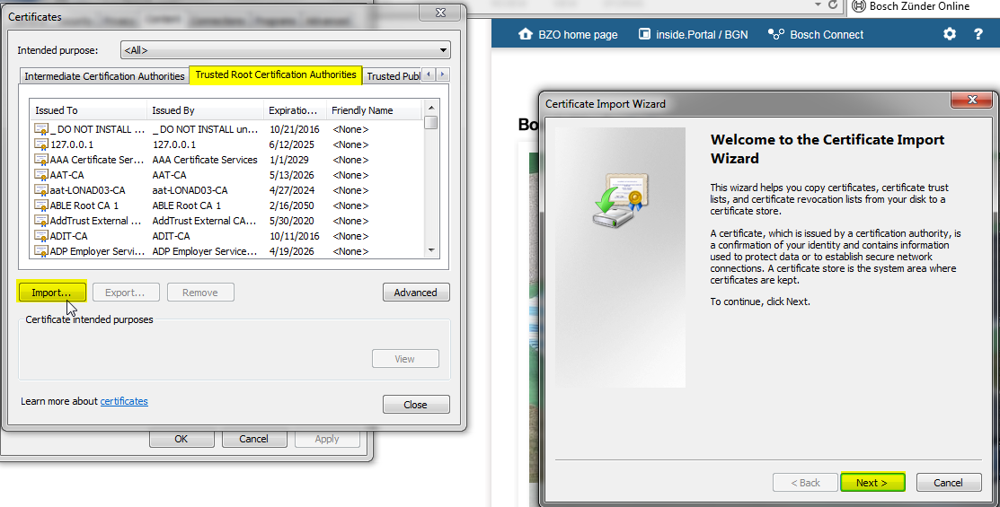 Certificates
Content
Intended purpose:
<All>
Intermediate Certification Authorities
Trusted Root Certification Authorities
Trusted Publ
Issued To Issued By Expiratio... Friendly Name
_ DO NOT INSTALL ... _ DO NOT INSTALL un... 10/21/2016 <None>
127.0.0.1 127.0.0.1 6/12/2025 <None>
AAA Certificate Ser... AAA Certificate Services 1/1/2029 <None>
AAT-CA AAT-CA 5/13/2026 <None>
aat-LONAD03-CA aat-LONAD03-CA 4/27/2024 <None>
ABLE Root CA 1 ABLE Root CA 1 2/16/2050 <None>
AddTrust External ... AddTrust External CA... 5/30/2020 <None>
ADIT-CA ADIT-CA 10/11/2016 <None>
ADP Employer Servi... ADP Employer Service... 4/19/2026 <None>
Import...
Export...
Remove
Advanced
Certificate intended purposes
View
Learn more about certificates
Close
OK
Cancel
Apply
Bosch Zünder Online
BZO home page
inside.Portal / BGN
Bosch Connect
?
Bo
Certificate Import Wizard
Welcome to the Certificate Import
Wizard
This wizard helps you copy certificates, certificate trust
lists, and certificate revocation lists from your disk to a
certificate store.
A certificate, which is issued by a certification authority, is
a confirmation of your identity and contains information
used to protect data or to establish secure network
connections. A certificate store is the system area where
certificates are kept.
To continue, click Next.
< Back
Next >
Cancel